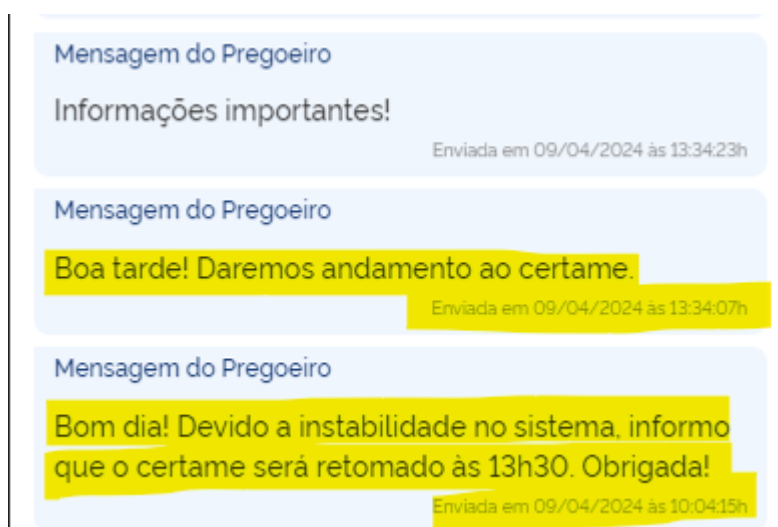 Mensagem do Pregoeiro
Informações importantes!
Enviada em 09/04/2024 às 13:34:23h
Mensagem do Pregoeiro
Boa tarde! Daremos andamento ao certame.
Enviada em 09/04/2024 às 13:34:07h
Mensagem do Pregoeiro
Bom dia! Devido a instabilidade no sistema, informo
que o certame será retomado às 13h30. Obrigada!
Enviada em 09/04/2024 às 10:04:15h